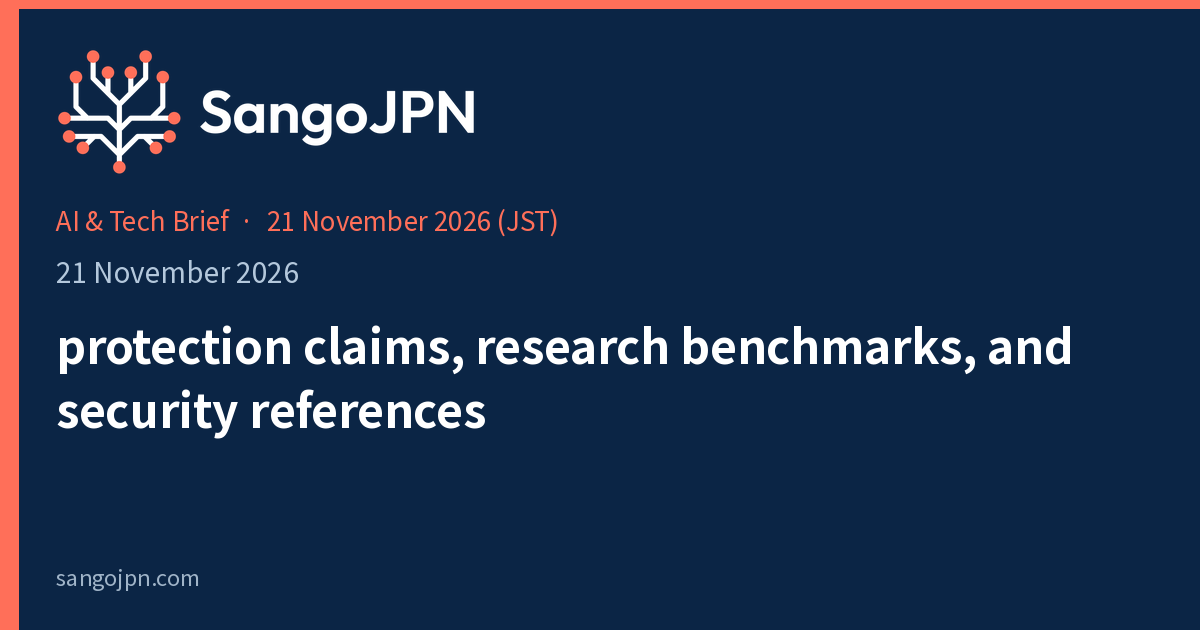 SangoJPN
AI & Tech Brief · 21 November 2026 (JST)
21 November 2026
protection claims, research benchmarks, and
security references
sangojpn.com